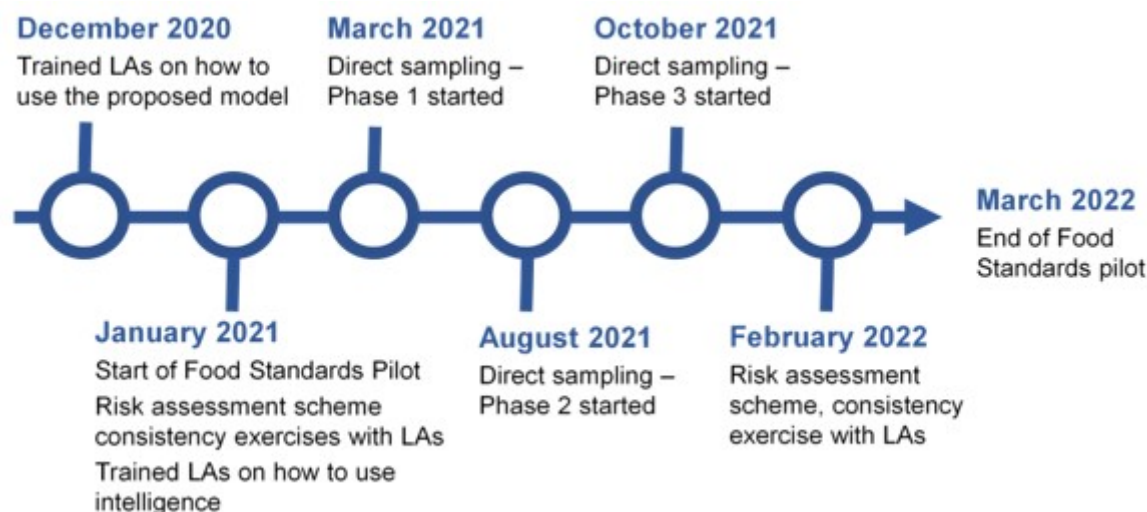 December 2020
Trained LAs on how to
use the proposed model
March 2021
Direct sampling –
Phase 1 started
October 2021
Direct sampling –
Phase 3 started
March 2022
End of Food
Standards pilot
January 2021
Start of Food Standards Pilot
Risk assessment scheme
consistency exercises with LAs
Trained LAs on how to use
intelligence
August 2021
Direct sampling –
Phase 2 started
February 2022
Risk assessment
scheme, consistency
exercise with LAs